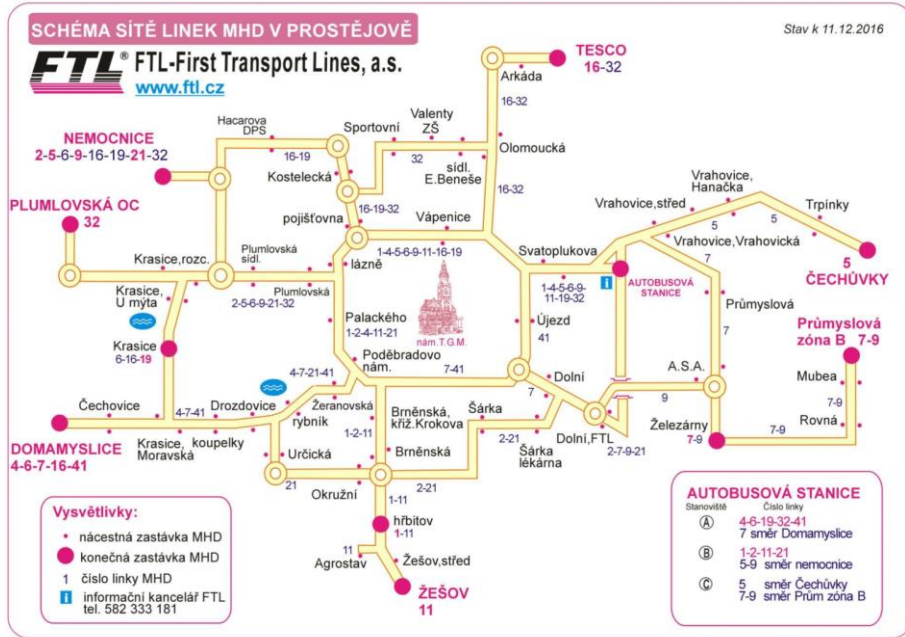 SCHÉMA SÍTĚ LINEK MHD V PROSTĚJOVĚ
Stav k 11.12.2016
FTL® FTL-First Transport Lines, a.s.
www.ftl.cz
TESCO
16-32
Arkáda
16-32
Hacarova
DPS
16-19
Sportovní
Valenty
ZŠ
32
sídl.
E.Beneše
Olomoucká
16-32
NEMOCNICE
2-5-6-9-16-19-21-32
Kostelecká
16-19-32
PLUMLOVSKÁ OC
32
pojišťovna
Vápenice
1-4-5-6-9-11-16-19
Vrahovice,
Hanačka
Vrahovice,střed
5
5
Trpínky
Vrahovice,Vrahovická
7
5
ČECHŮVKY
Svatoplukova
1-4-5-6-9-
11-19-32
AUTOBUSOVÁ
STANICE
Krasice,rozc.
Plumlovská
sídl.
lázně
Krasice,
U mýta
2-5-6-9-21-32
Plumlovská
Palackého
1-2-4-11-21
nám.T.G.M.
Újezd
41
Průmyslová
7
Průmyslová
zóna B 7-9
Krasice
6-16-19
Poděbradovo
nám.
7-41
Dolní
7
A.S.A.
9
Mubea
7-9
Rovná
4-7-21-41
Čechovice
4-7-41
Drozdovice
rybník
Žeranovská
1-2-11
Brněnská,
křiž.Krokova
Šárka
2-21
Dolní,FTL
2-7-9-21
Železárny
7-9
7-9
DOMAMYSLICE
4-6-7-16-41
Krasice,
Moravská
koupelky
Určická
21
Okružní
Brněnská
2-21
Šárka
lékárna
1-11
hřbitov
1-11
11
Agrostav
Žešov,střed
ŽEŠOV
11
Vysvětlivky:
nácestná zastávka MHD
konečná zastávka MHD
1 číslo linky MHD
i informační kancelář FTL
tel. 582 333 181
AUTOBUSOVÁ STANICE
Stanoviště Číslo linky
A 4-6-19-32-41
7 směr Domamyslice
B 1-2-11-21
5-9 směr nemocnice
C 5 směr Čechůvky
7-9 směr Prům zóna B